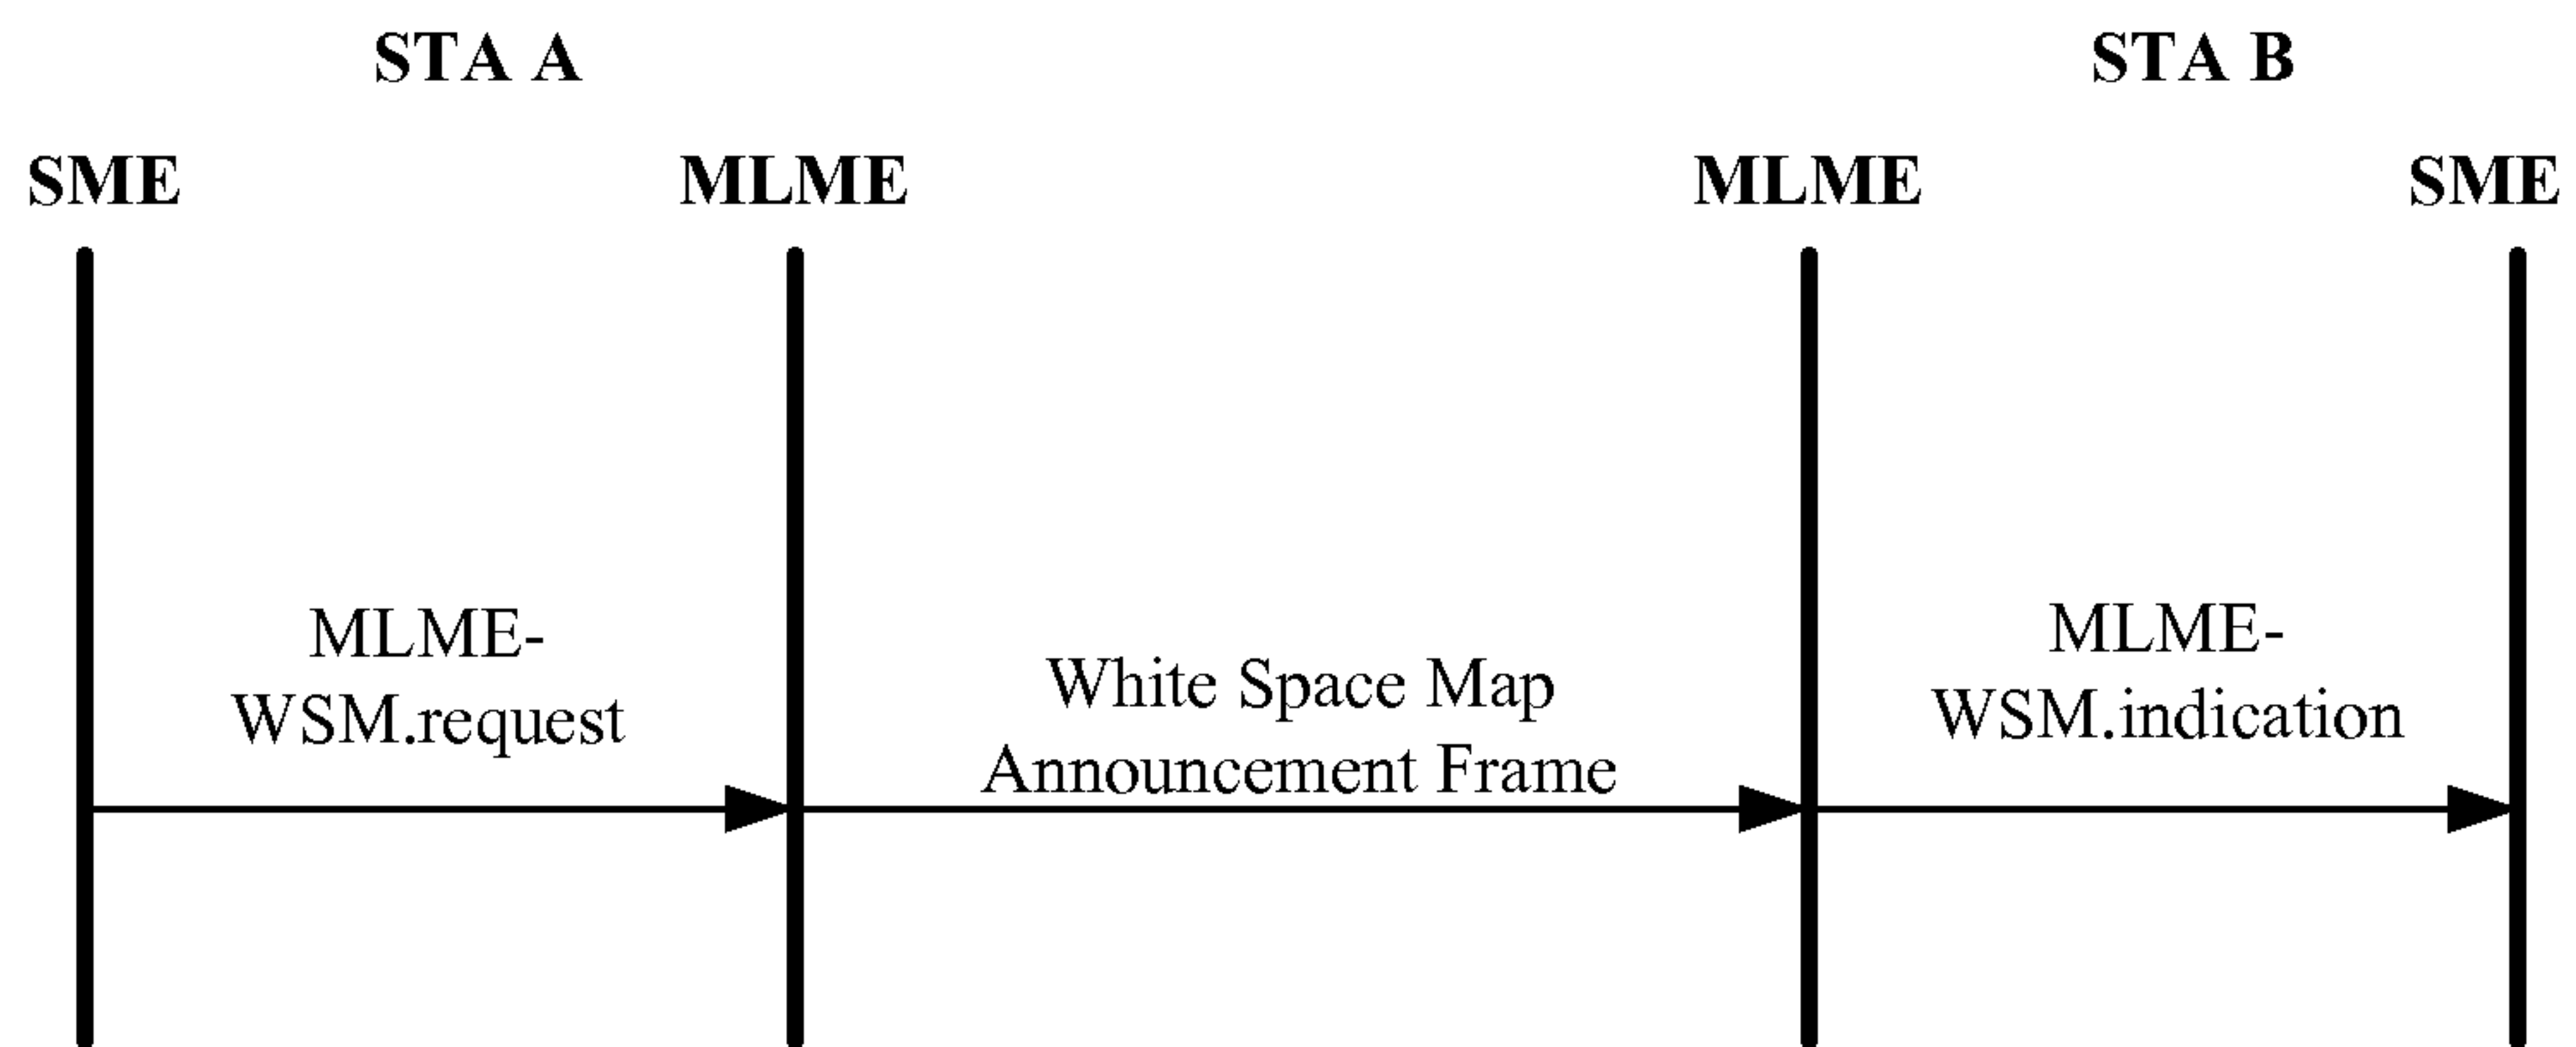 STA A
STA B
SME
MLME
MLME
SME
MLME-
WSM.request
White Space Map
Announcement Frame
MLME-
WSM.indication